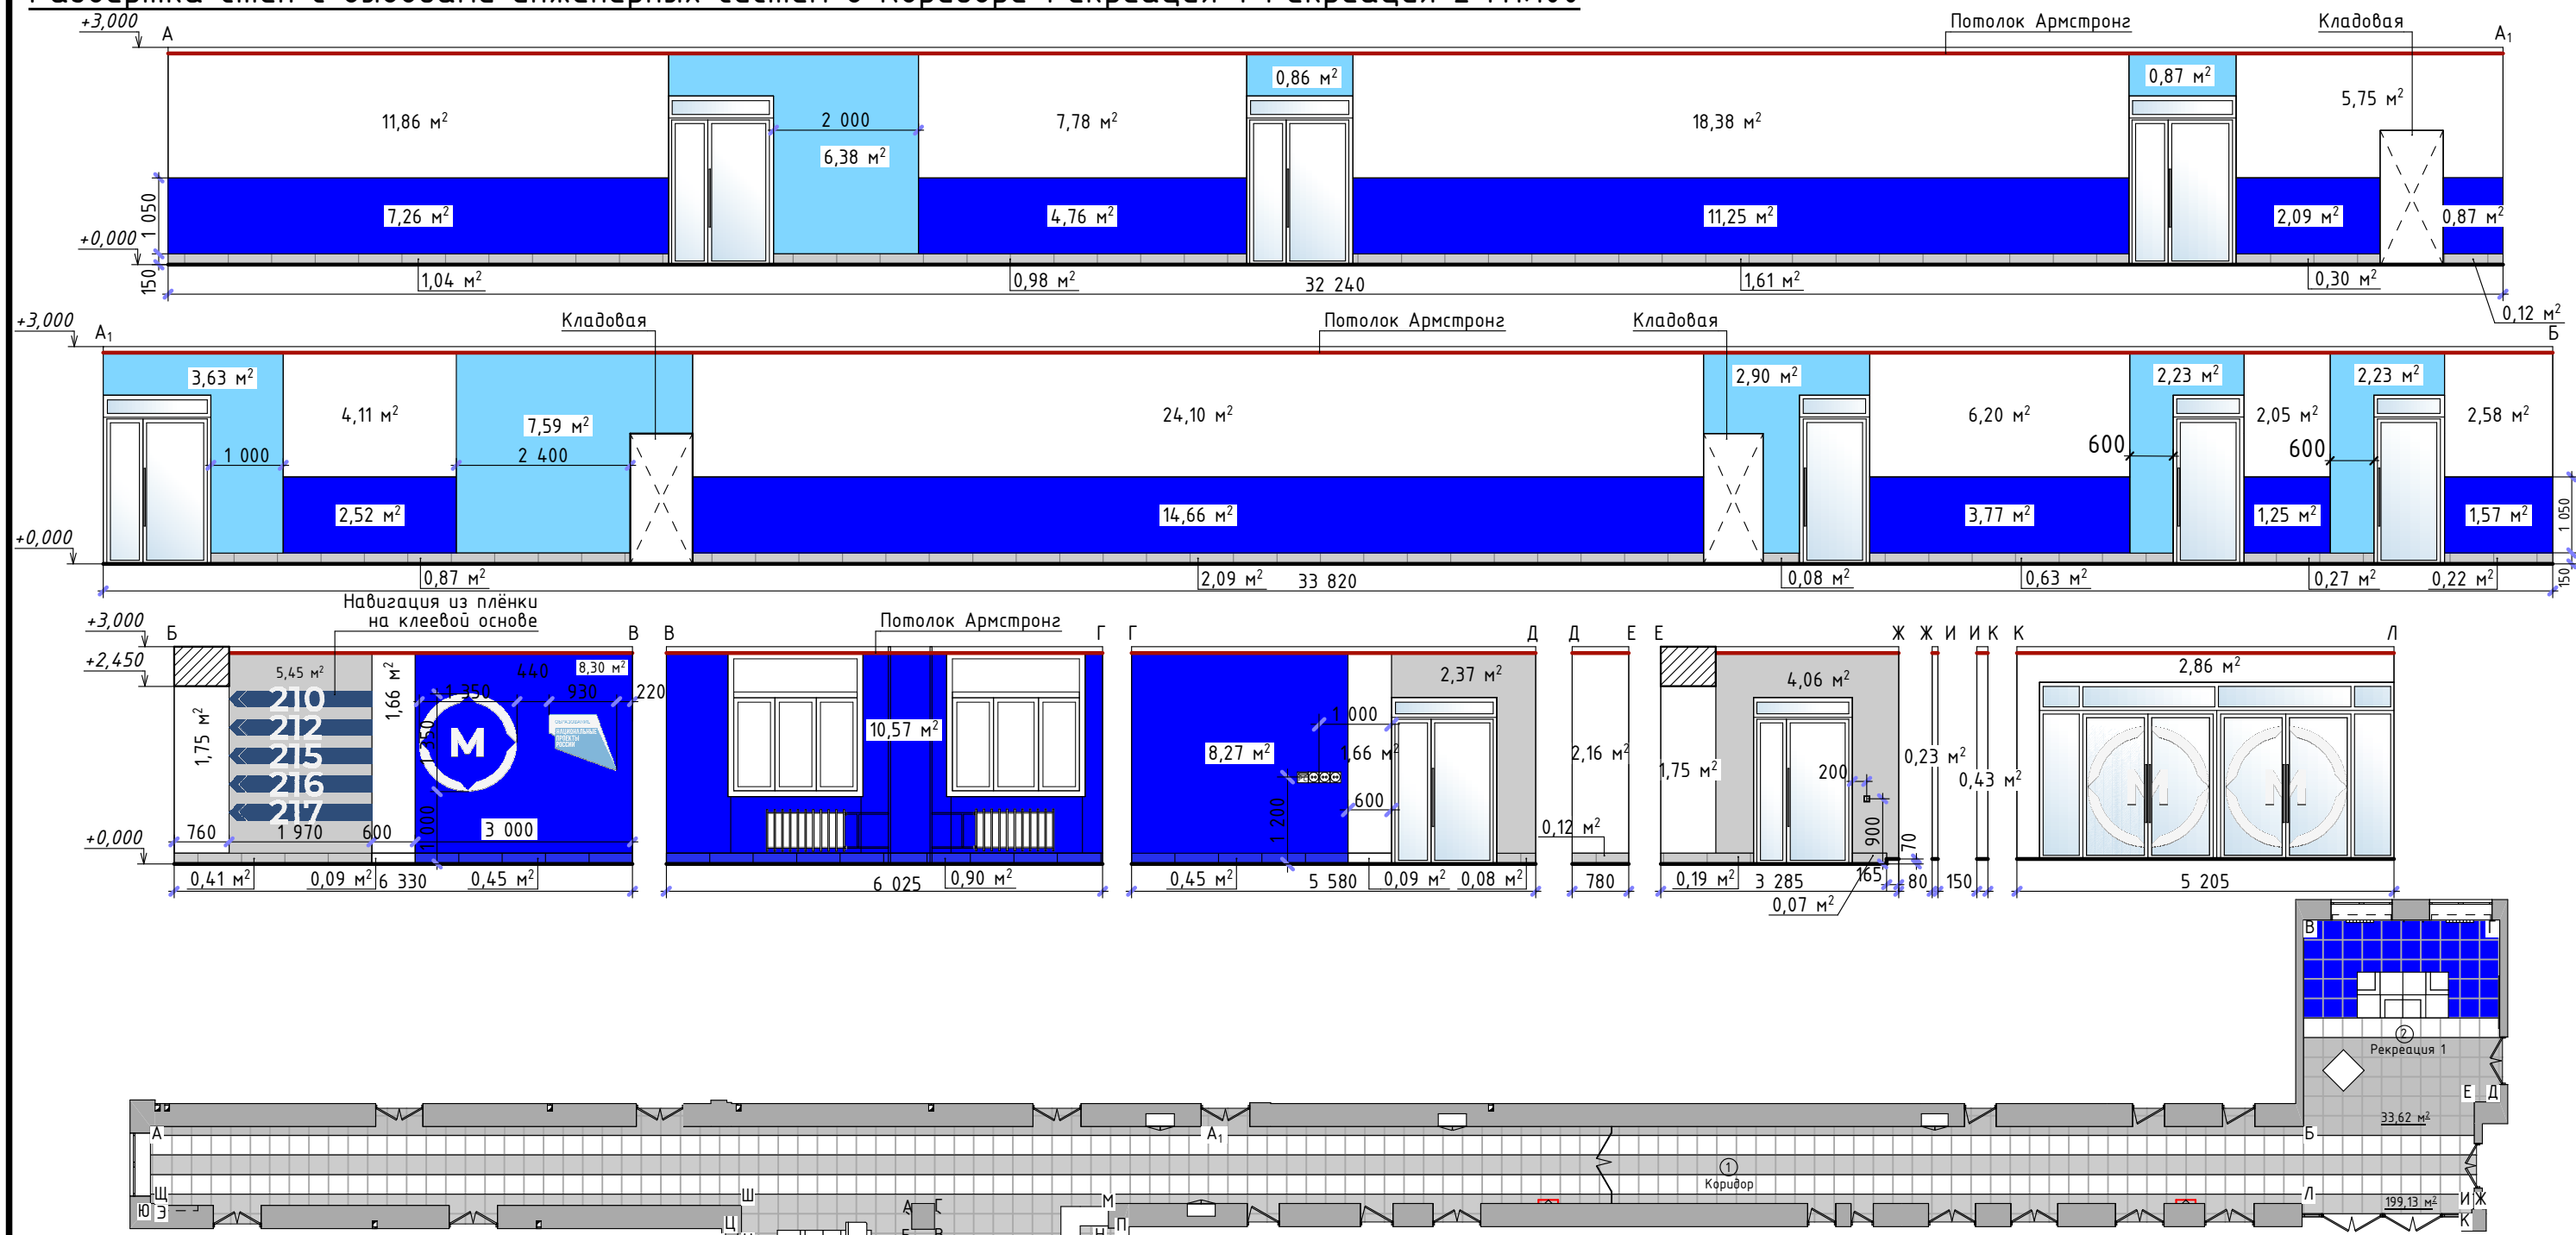 +3,000
А
Потолок Армстронг
Кладовая
А1
0,86 м²
0,87 м²
5,75 м²
11,86 м²
2 000
7,78 м²
18,38 м²
6,38 м²
1 050
7,26 м²
4,76 м²
11,25 м²
2,09 м²
0,87 м²
+0,000
150
1,04 м²
0,98 м²
32 240
1,61 м²
0,30 м²
0,12 м²
+3,000
А1
Кладовая
Потолок Армстронг
Кладовая
Б
3,63 м²
4,11 м²
7,59 м²
24,10 м²
2,90 м²
6,20 м²
2,23 м²
2,05 м²
2,23 м²
2,58 м²
1 000
2 400
600
600
2,52 м²
14,66 м²
3,77 м²
1,25 м²
1,57 м²
1 050
+0,000
150
0,87 м²
2,09 м²
33 820
0,08 м²
0,63 м²
0,27 м²
0,22 м²
Навигация из плёнки
на клеевой основе
+3,000
Б
В
В
Потолок Армстронг
Г
Г
Д
Д
Е
Е
Ж
Ж
И
И
К
К
Л
+2,450
5,45 м²
1,66 м²
440
8,30 м²
1 350
930
220
2,37 м²
4,06 м²
2,86 м²
210
212
215
216
217
1,75 м²
1 350
М
ОБРАЗОВАНИЕ
НАЦИОНАЛЬНЫЕ
ПРОЕКТЫ
РОССИИ
10,57 м²
8,27 м²
1 000
1,66 м²
2,16 м²
1,75 м²
200
0,23 м²
0,43 м²
М
М
600
1 200
900
70
+0,000
760
1 970
600
1 000
3 000
0,12 м²
0,41 м²
0,09 м²
6 330
0,45 м²
6 025
0,90 м²
0,45 м²
5 580
0,09 м²
0,08 м²
780
0,19 м²
3 285
165
80
150
5 205
0,07 м²
В
Г
2
Рекреация 1
Е
Д
33,62 м²
А
А1
Б
1
Коридор
Щ
Ш
М
Л
199,13 м²
И
Ж
Ю
Э
Ц
А
Г
П
Н
К